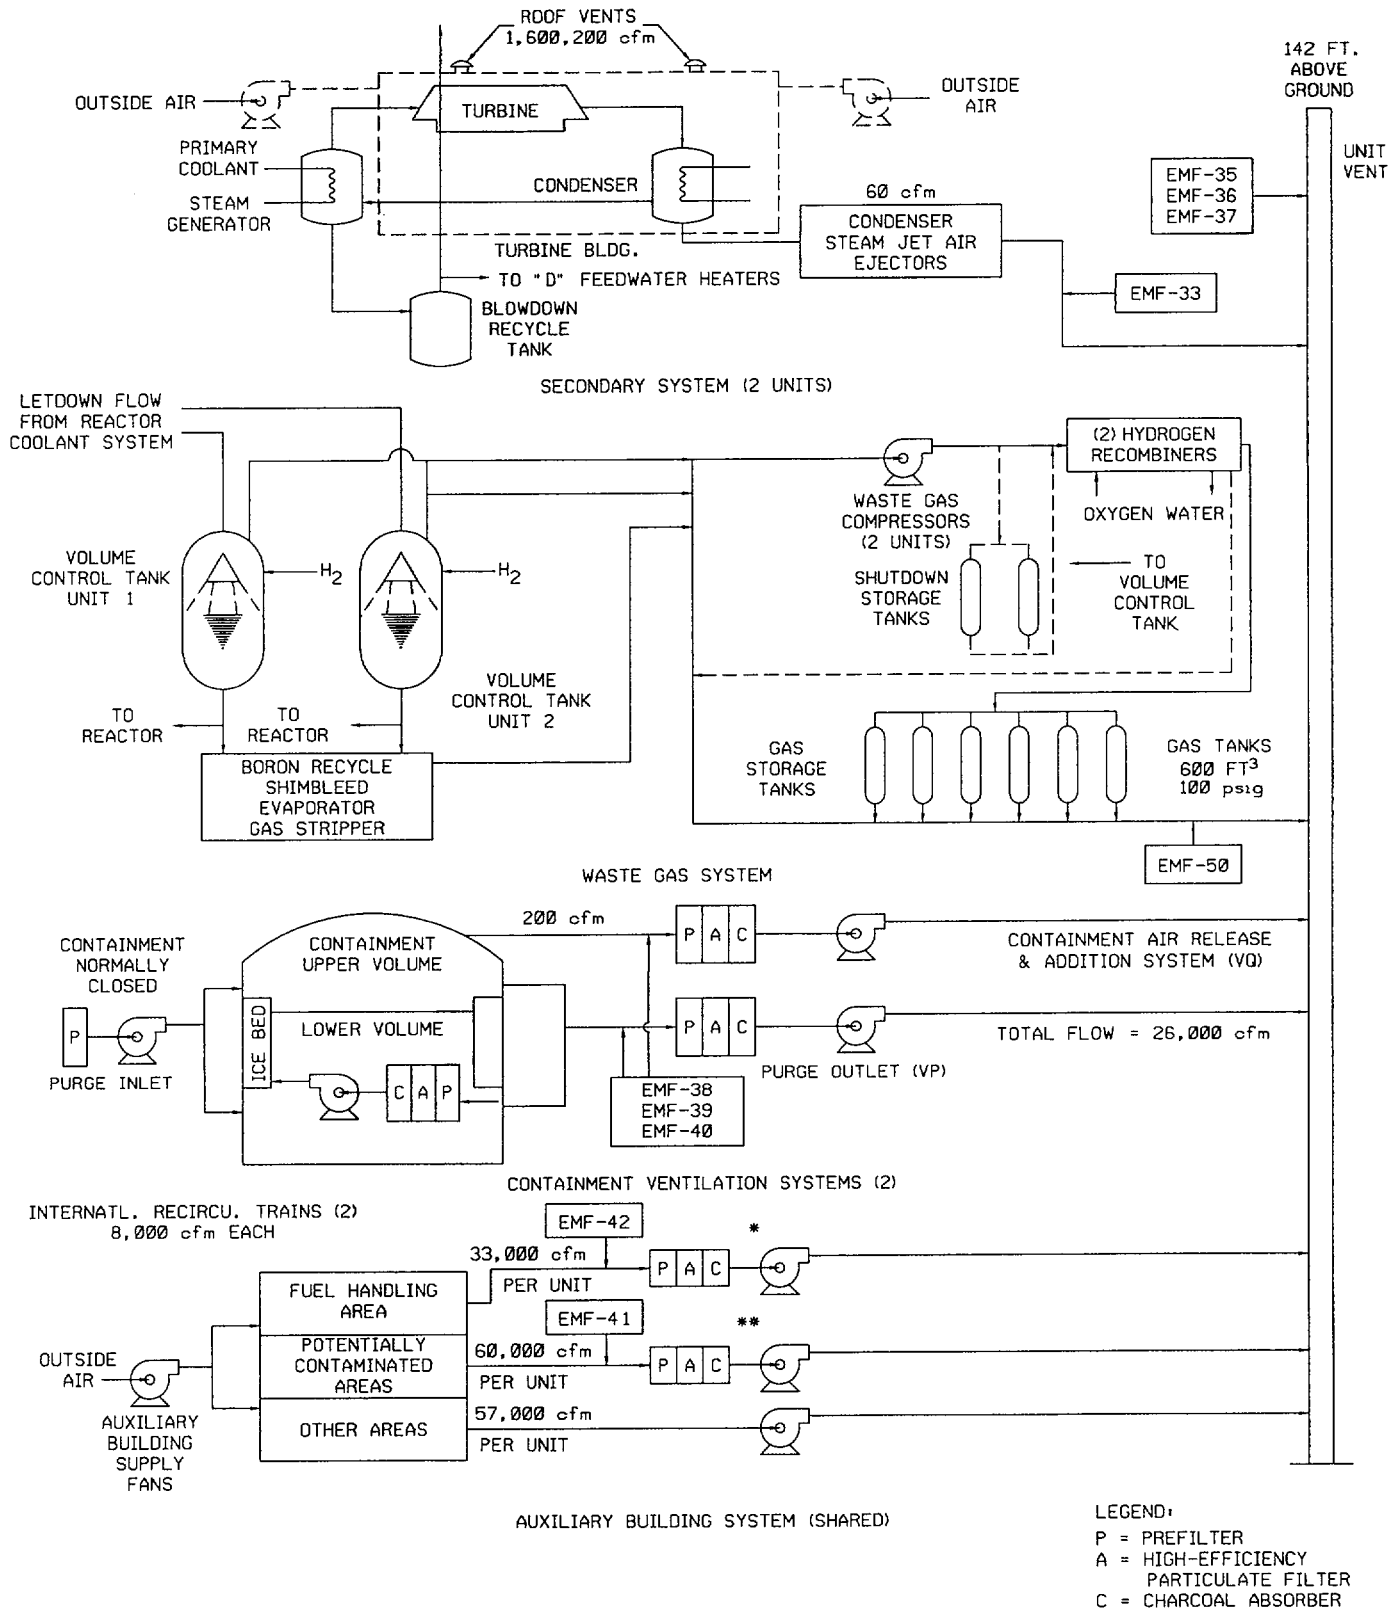 ROOF VENTS
1,600,200 cfm
142 FT.
ABOVE
GROUND
OUTSIDE AIR
TURBINE
OUTSIDE
AIR
UNIT
VENT
PRIMARY
COOLANT
STEAM
GENERATOR
CONDENSER
60 cfm
CONDENSER
STEAM JET AIR
EJECTORS
EMF-35
EMF-36
EMF-37
TURBINE BLDG.
TO "D" FEEDWATER HEATERS
EMF-33
BLOWDOWN
RECYCLE
TANK
SECONDARY SYSTEM (2 UNITS)
LETDOWN FLOW
FROM REACTOR
COOLANT SYSTEM
(2) HYDROGEN
RECOMBINERS
WASTE GAS
COMPRESSORS
(2 UNITS)
OXYGEN WATER
VOLUME
CONTROL TANK
UNIT 1
H2
H2
SHUTDOWN
STORAGE
TANKS
TO
VOLUME
CONTROL
TANK
VOLUME
CONTROL TANK
UNIT 2
TO
REACTOR
TO
REACTOR
BORON RECYCLE
SHIMBLEED
EVAPORATOR
GAS STRIPPER
GAS
STORAGE
TANKS
GAS TANKS
600 FT3
100 psig
EMF-50
WASTE GAS SYSTEM
200 cfm
P A C
CONTAINMENT
NORMALLY
CLOSED
CONTAINMENT
UPPER VOLUME
CONTAINMENT AIR RELEASE
& ADDITION SYSTEM (VQ)
P
ICE BED
LOWER VOLUME
P A C
TOTAL FLOW = 26,000 cfm
PURGE INLET
C A P
PURGE OUTLET (VP)
EMF-38
EMF-39
EMF-40
CONTAINMENT VENTILATION SYSTEMS (2)
INTERNATL. RECIRCU. TRAINS (2)
8,000 cfm EACH
EMF-42
*
33,000 cfm
PER UNIT
P A C
FUEL HANDLING
AREA
EMF-41
**
POTENTIALLY
CONTAMINATED
AREAS
60,000 cfm
PER UNIT
P A C
OUTSIDE
AIR
AUXILIARY
BUILDING
SUPPLY
FANS
OTHER AREAS
57,000 cfm
PER UNIT
AUXILIARY BUILDING SYSTEM (SHARED)
LEGEND:
P = PREFILTER
A = HIGH-EFFICIENCY
PARTICULATE FILTER
C = CHARCOAL ABSORBER